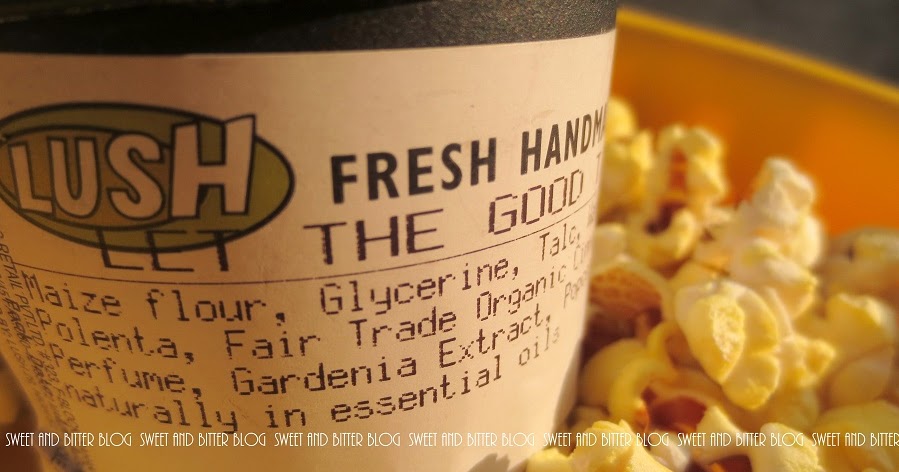 LUSH
FRESH HANDM
LET THE GOOD T
Maize flour, Glycerine, Talc,
Polenta, Fair Trade Organic
Perfume, Gardenia Extract,
naturally in essential oils
SWEET AND BITTER BLOG SWEET AND BITTER BLOG SWEET AND BITTER BLOG SWEET AND BITTER BLOG SWEET AND BITTER BLOG SWEET AND BITTER BLOG SWEET AND BITTER